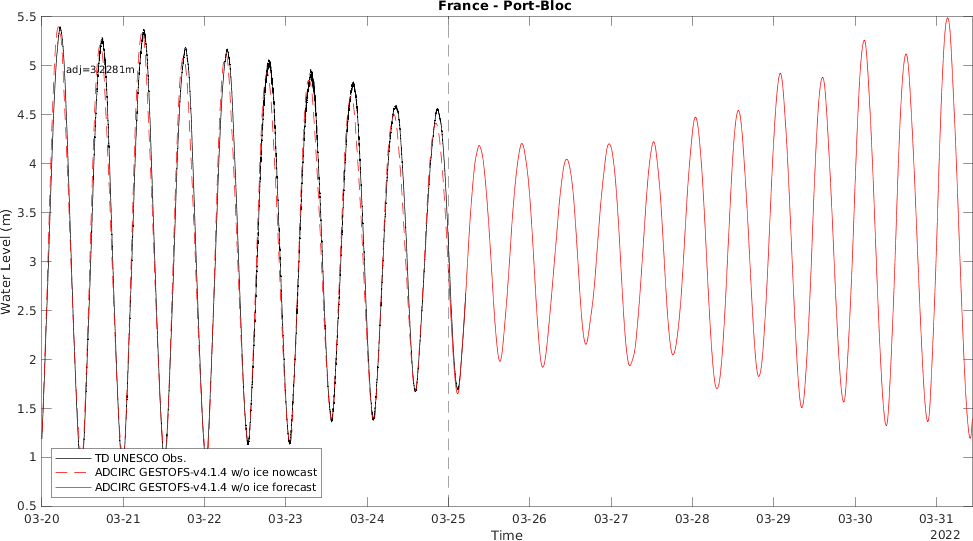 France - Port-Bloc
5.5
5
4.5
4
3.5
3
2.5
2
1.5
1
0.5
Water Level (m)
adj=3.2281m
TD UNESCO Obs.
ADCIRC GESTOFS-v4.1.4 w/o ice nowcast
ADCIRC GESTOFS-v4.1.4 w/o ice forecast
03-20 03-21 03-22 03-23 03-24 03-25 03-26 03-27 03-28 03-29 03-30 03-31
2022
Time